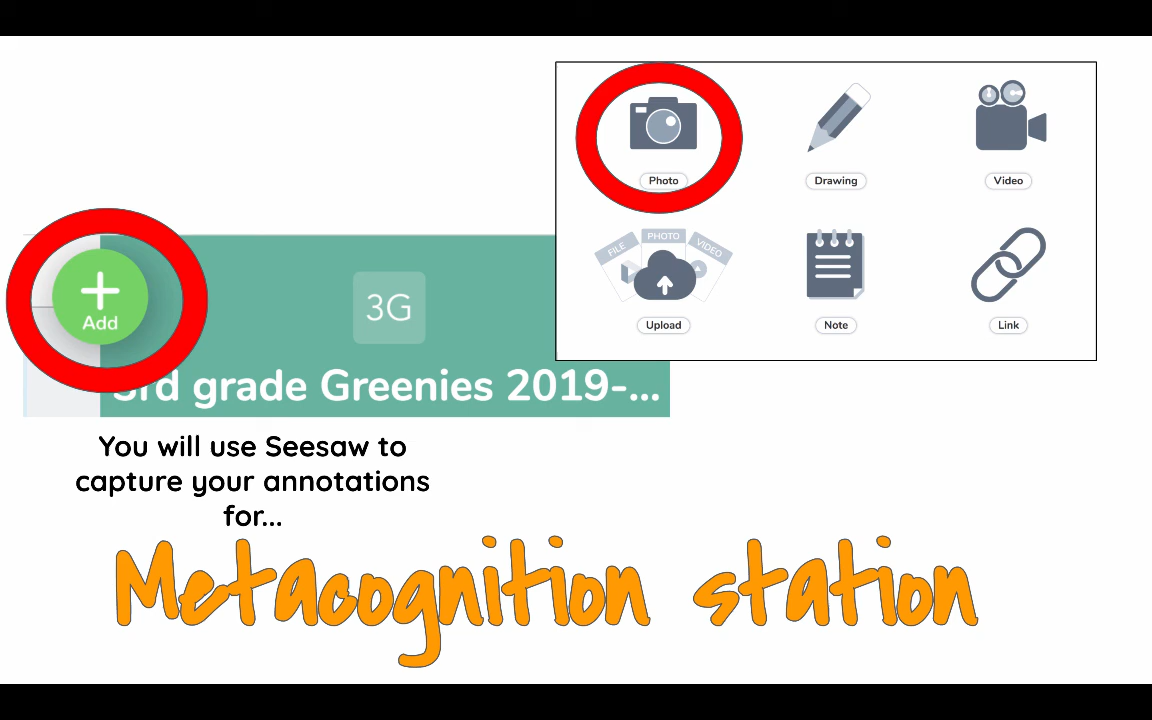 Photo
Drawing
Video
FILE
PHOTO
VIDEO
Upload
Note
Link
Add
3G
3rd grade Greenies 2019-...
You will use Seesaw to
capture your annotations
for...
Metacognition station